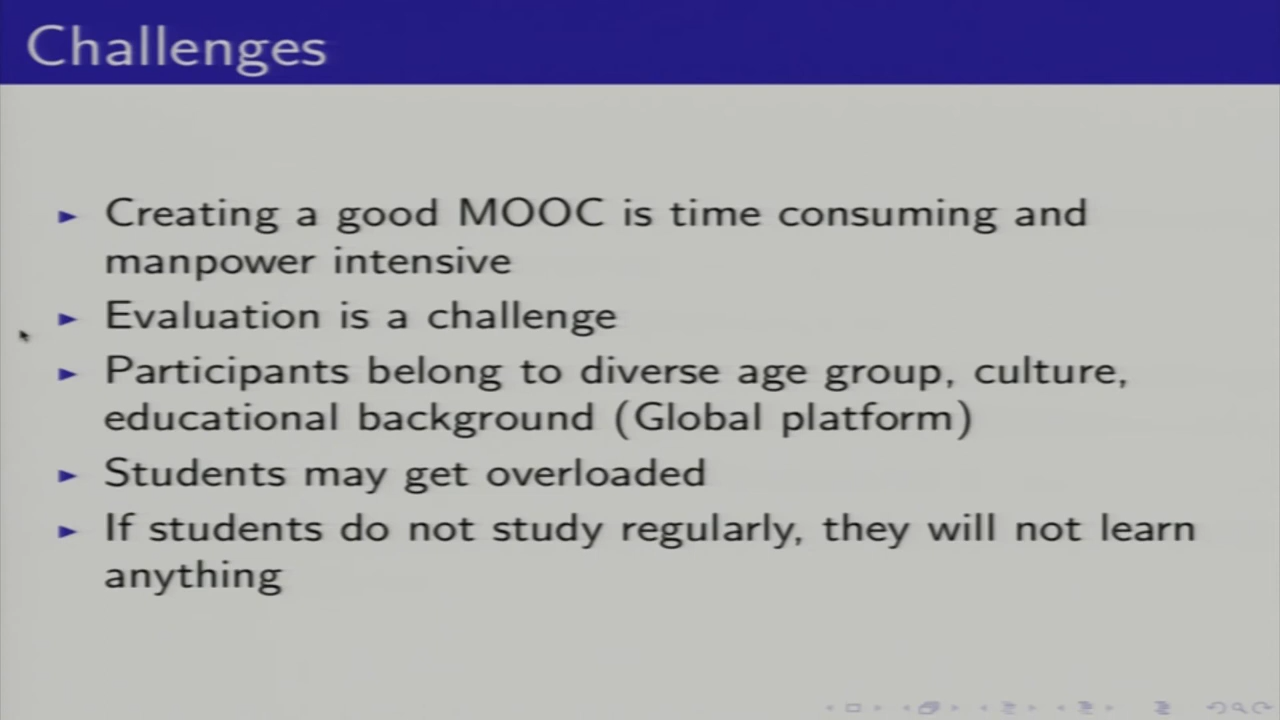 Challenges
Creating a good MOOC is time consuming and
manpower intensive
Evaluation is a challenge
Participants belong to diverse age group, culture,
educational background (Global platform)
Students may get overloaded
If students do not study regularly, they will not learn
anything